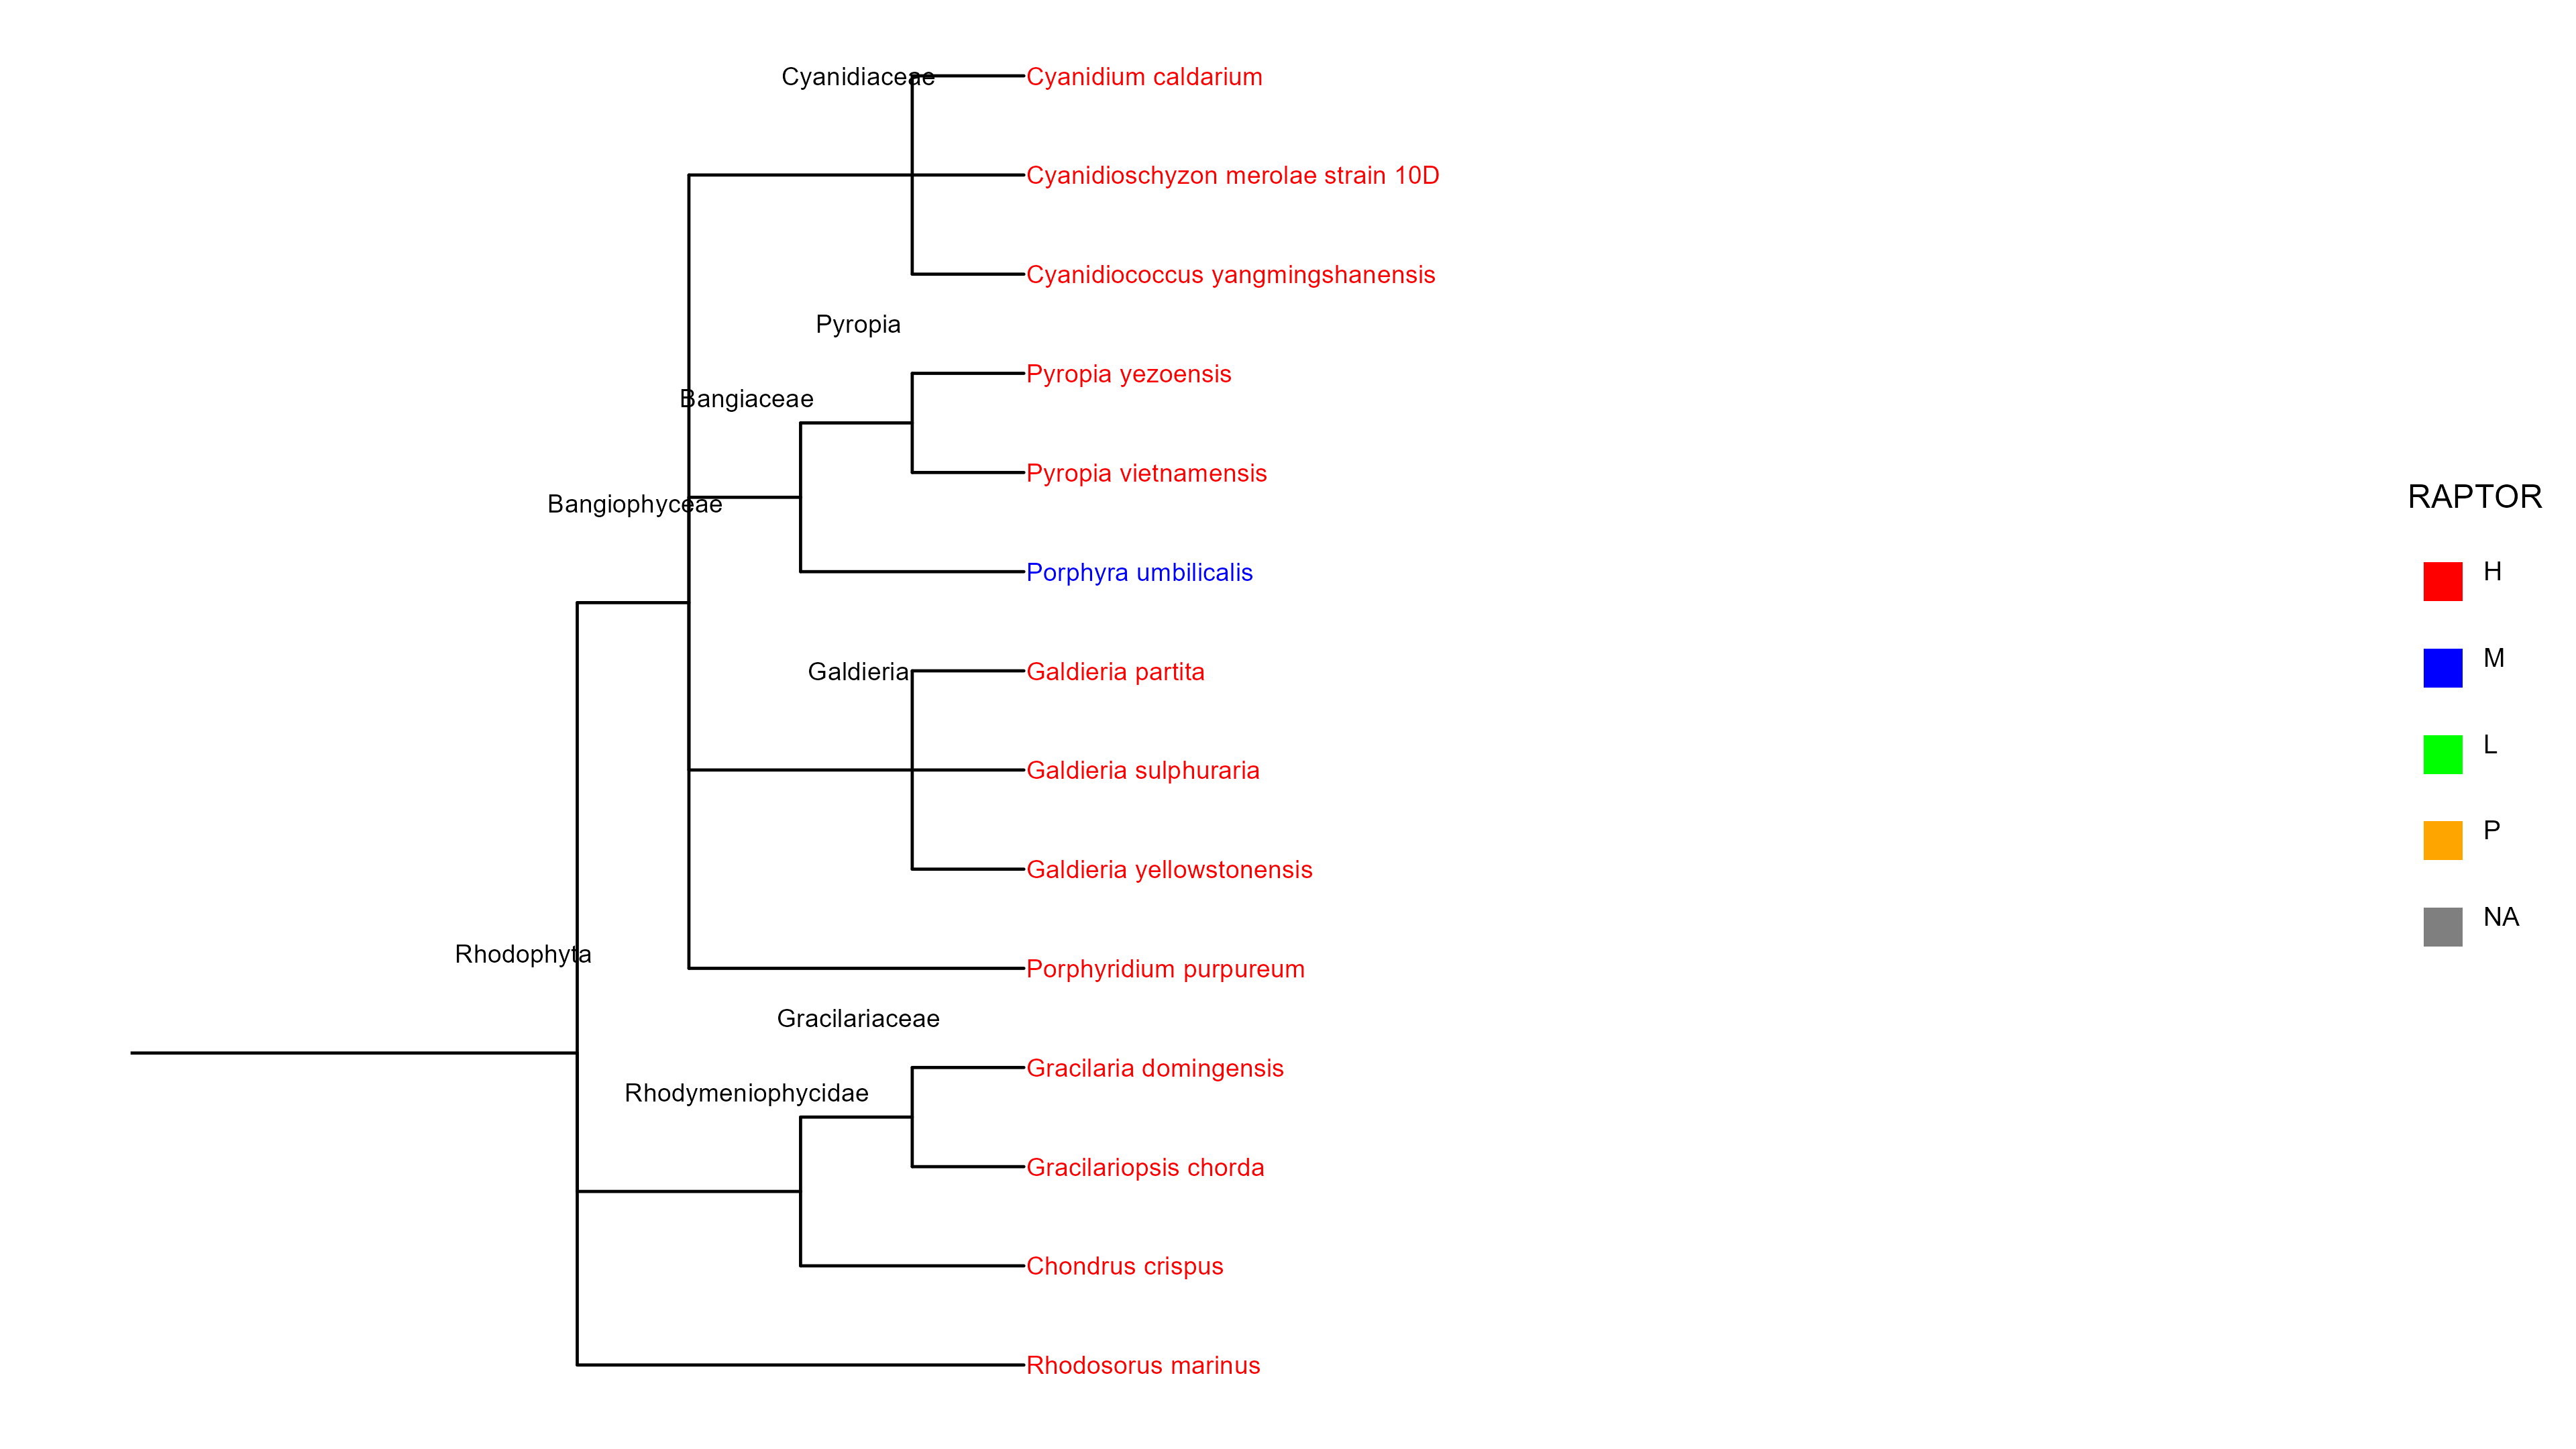 Cyanidiaceae
Cyanidium caldarium
Cyanidioschyzon merolae strain 10D
Cyanidiococcus yangmingshanensis
Pyropia
Pyropia yezoensis
Bangiaceae
Pyropia vietnamensis
Bangiophyceae
Porphyra umbilicalis
Galdieria
Galdieria partita
Galdieria sulphuraria
Galdieria yellowstonensis
Rhodophyta
Porphyridium purpureum
Gracilariaceae
Gracilaria domingensis
Rhodymeniophycidae
Gracilariopsis chorda
Chondrus crispus
Rhodosorus marinus
RAPTOR
H
M
L
P
NA